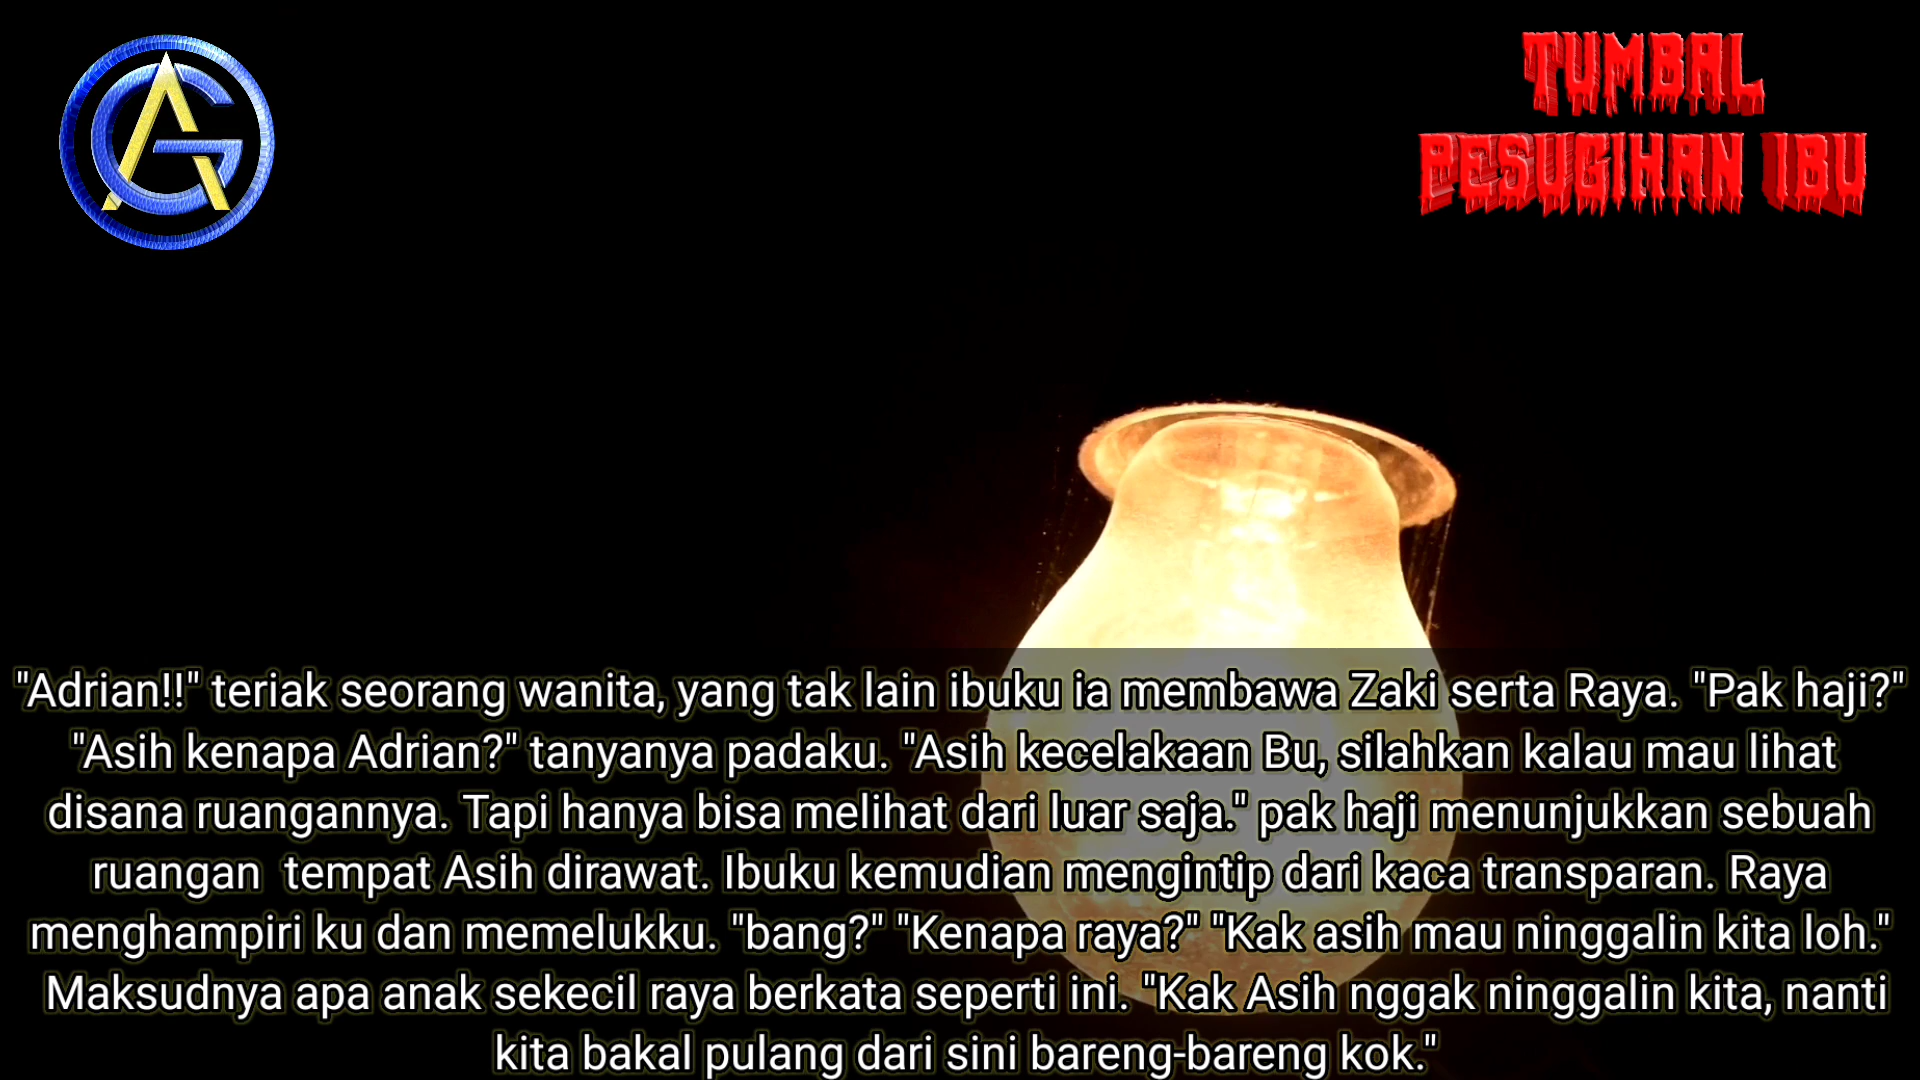 TUMBAL
PESUGIHAN IBU
"Adrian!!" teriak seorang wanita, yang tak lain ibuku ia membawa Zaki serta Raya. "Pak haji?"
"Asih kenapa Adrian?" tanyanya padaku. "Asih kecelakaan Bu, silahkan kalau mau lihat
disana ruangannya. Tapi hanya bisa melihat dari luar saja." pak haji menunjukkan sebuah
ruangan  tempat Asih dirawat. Ibuku kemudian mengintip dari kaca transparan. Raya
menghampiri ku dan memelukku. "bang?" "Kenapa raya?" "Kak asih mau ninggalin kita loh."
Maksudnya apa anak sekecil raya berkata seperti ini. "Kak Asih nggak ninggalin kita, nanti
kita bakal pulang dari sini bareng-bareng kok."